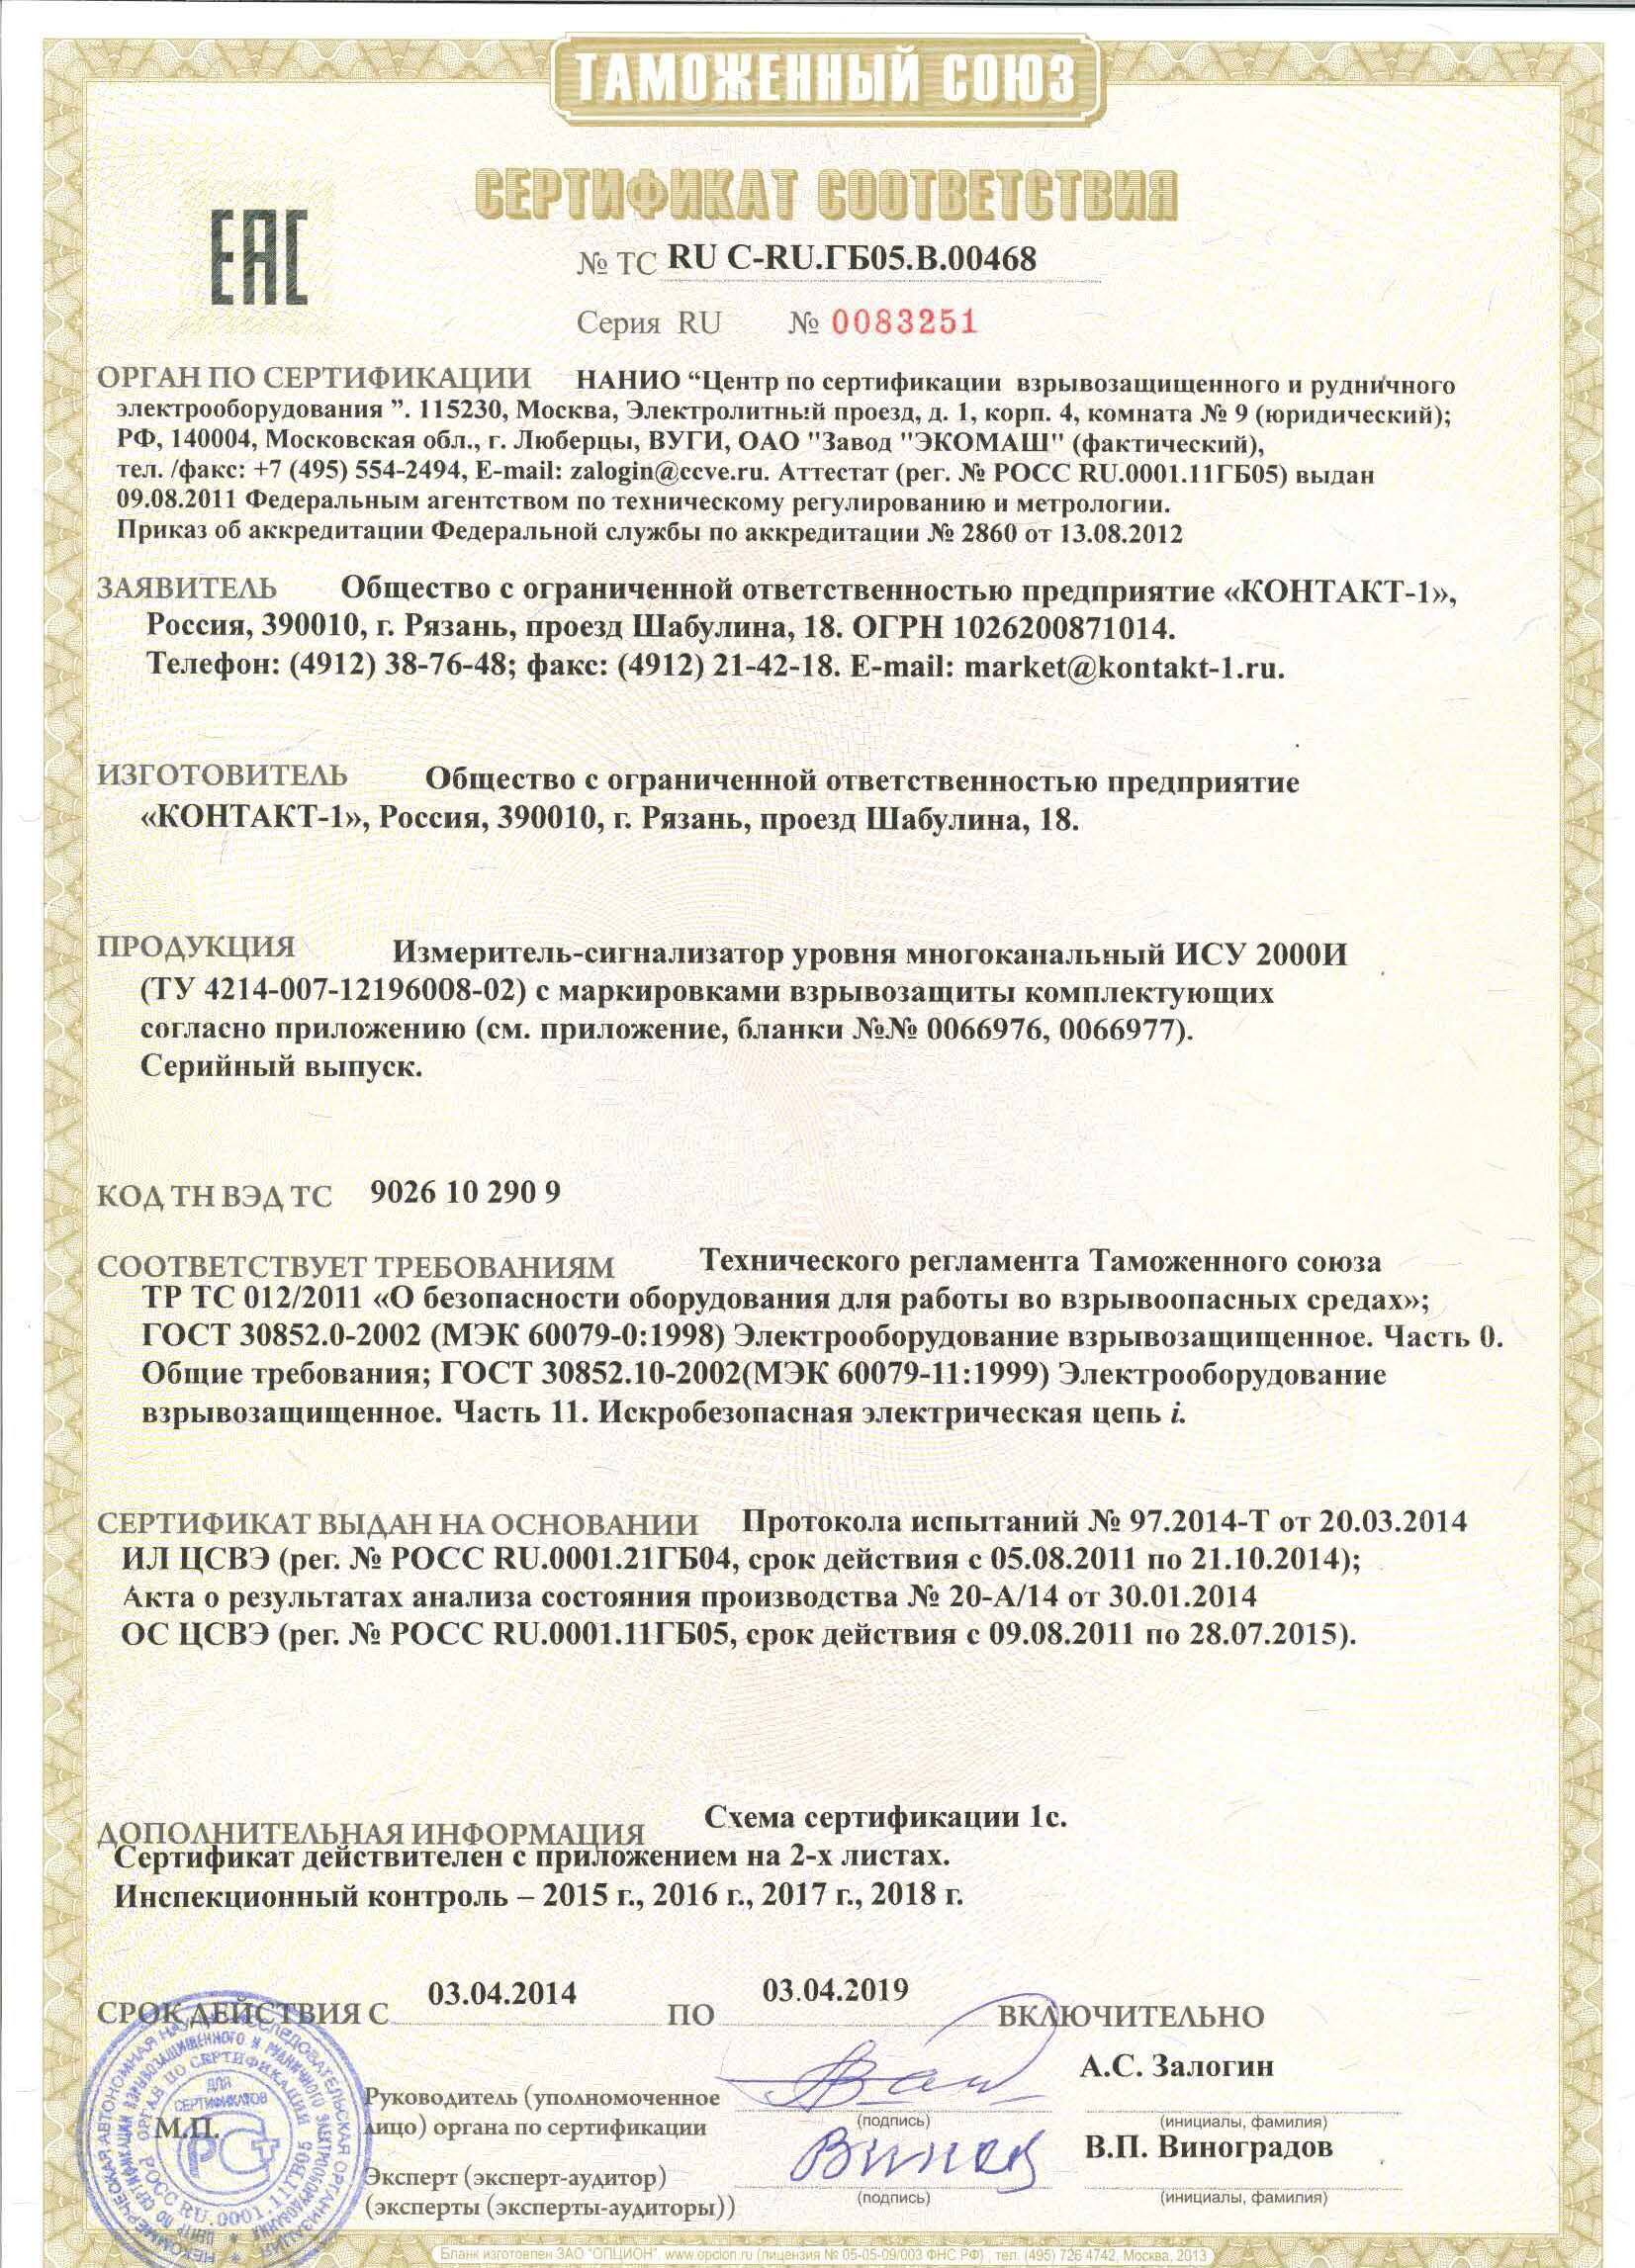 ТАМОЖЕННЫЙ СОЮЗ
СЕРТИФИКАТ СООТВЕТСТВИЯ
ЕАС
№ ТС RU C-RU.ГБ05.В.00468
Серия RU № 0083251
ОРГАН ПО СЕРТИФИКАЦИИ НАНИО “Центр по сертификации взрывозащищенного и рудничного
электрооборудования ”. 115230, Москва, Электролитный проезд, д. 1, корп. 4, комната № 9 (юридический);
РФ, 140004, Московская обл., г. Люберцы, ВУГИ, ОАО "Завод "ЭКОМАШ" (фактический),
тел. /факс: +7 (495) 554-2494, E-mail: zalogin@ccve.ru. Аттестат (рег. № РОСС RU.0001.11ГБ05) выдан
09.08.2011 Федеральным агентством по техническому регулированию и метрологии.
Приказ об аккредитации Федеральной службы по аккредитации № 2860 от 13.08.2012
ЗАЯВИТЕЛЬ Общество с ограниченной ответственностью предприятие «КОНТАКТ-1»,
Россия, 390010, г. Рязань, проезд Шабулина, 18. ОГРН 1026200871014.
Телефон: (4912) 38-76-48; факс: (4912) 21-42-18. E-mail: market@kontakt-1.ru.
ИЗГОТОВИТЕЛЬ Общество с ограниченной ответственностью предприятие
«КОНТАКТ-1», Россия, 390010, г. Рязань, проезд Шабулина, 18.
ПРОДУКЦИЯ Измеритель-сигнализатор уровня многоканальный ИСУ 2000И
(ТУ 4214-007-12196008-02) с маркировками взрывозащиты комплектующих
согласно приложению (см. приложение, бланки №№ 0066976, 0066977).
Серийный выпуск.
КОД ТН ВЭД ТС 9026 10 290 9
СООТВЕТСТВУЕТ ТРЕБОВАНИЯМ Технического регламента Таможенного союза
ТР ТС 012/2011 «О безопасности оборудования для работы во взрывоопасных средах»;
ГОСТ 30852.0-2002 (МЭК 60079-0:1998) Электрооборудование взрывозащищенное. Часть 0.
Общие требования; ГОСТ 30852.10-2002(МЭК 60079-11:1999) Электрооборудование
взрывозащищенное. Часть 11. Искробезопасная электрическая цепь i.
СЕРТИФИКАТ ВЫДАН НА ОСНОВАНИИ Протокола испытаний № 97.2014-Т от 20.03.2014
ИЛ ЦСВЭ (рег. № РОСС RU.0001.21ГБ04, срок действия с 05.08.2011 по 21.10.2014);
Акта о результатах анализа состояния производства № 20-А/14 от 30.01.2014
ОС ЦСВЭ (рег. № РОСС RU.0001.11ГБ05, срок действия с 09.08.2011 по 28.07.2015).
ДОПОЛНИТЕЛЬНАЯ ИНФОРМАЦИЯ Схема сертификации 1с.
Сертификат действителен с приложением на 2-х листах.
Инспекционный контроль – 2015 г., 2016 г., 2017 г., 2018 г.
СРОК ДЕЙСТВИЯ С 03.04.2014 ПО 03.04.2019 ВКЛЮЧИТЕЛЬНО
М.П.
Руководитель (уполномоченное
лицо) органа по сертификации
(подпись)
А.С. Залогин
(инициалы, фамилия)
Эксперт (эксперт-аудитор)
(эксперты (эксперты-аудиторы))
(подпись)
В.П. Виноградов
(инициалы, фамилия)
ОРГАН ПО СЕРТИФИКАЦИИ
ДЛЯ
СЕРТИФИКАТОВ
РОСС RU.0001.11ГБ05
Бланк изготовлен ЗАО "ОПЦИОН", www.opcion.ru (лицензия № 05-05-09/003 ФНС РФ), тел. (495) 726 4742, Москва, 2013